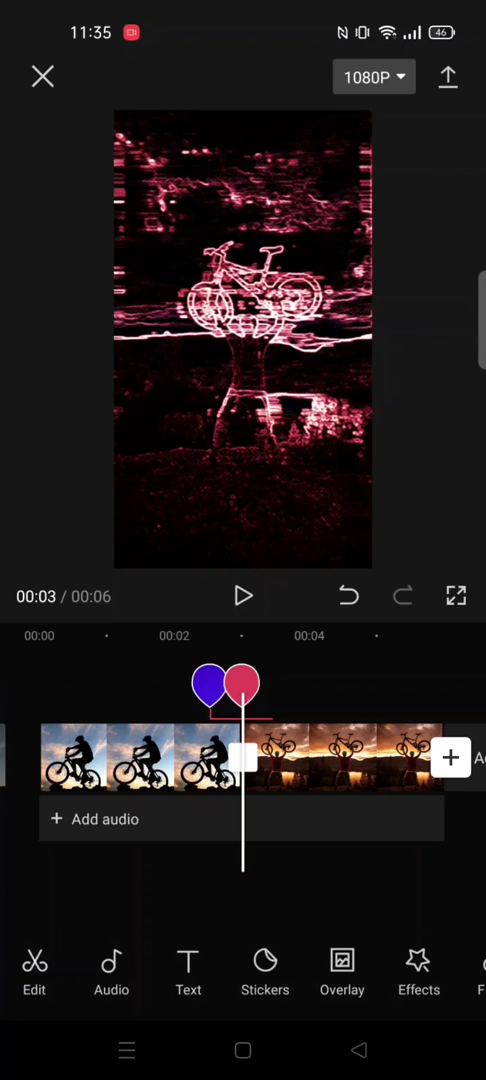 11:35
46
1080P
00:03 / 00:06
00:00 00:02 00:04
+ Add audio
Edit Audio Text Stickers Overlay Effects